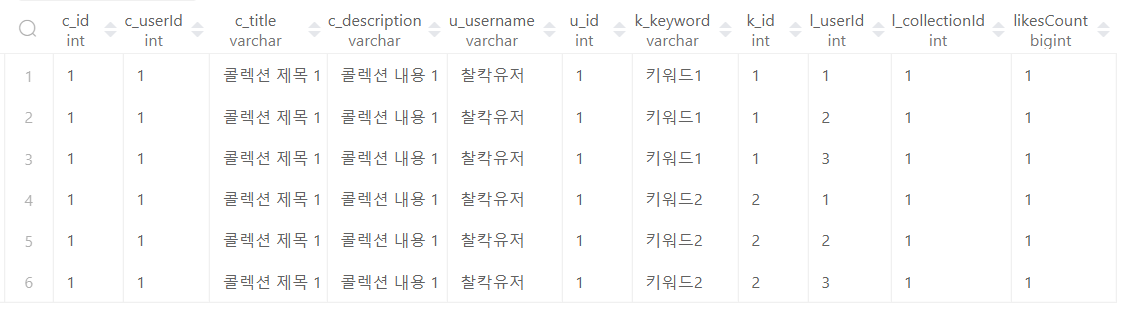 c_id c_userId c_title c_description u_username u_id k_keyword k_id l_userId l_collectionId likesCount
int int varchar varchar varchar int varchar int int int bigint
1 1 1 콜렉션 제목 1 콜렉션 내용 1 찰칵유저 1 키워드1 1 1 1 1
2 1 1 콜렉션 제목 1 콜렉션 내용 1 찰칵유저 1 키워드1 1 2 1 1
3 1 1 콜렉션 제목 1 콜렉션 내용 1 찰칵유저 1 키워드1 1 3 1 1
4 1 1 콜렉션 제목 1 콜렉션 내용 1 찰칵유저 1 키워드2 2 1 1 1
5 1 1 콜렉션 제목 1 콜렉션 내용 1 찰칵유저 1 키워드2 2 2 1 1
6 1 1 콜렉션 제목 1 콜렉션 내용 1 찰칵유저 1 키워드2 2 3 1 1